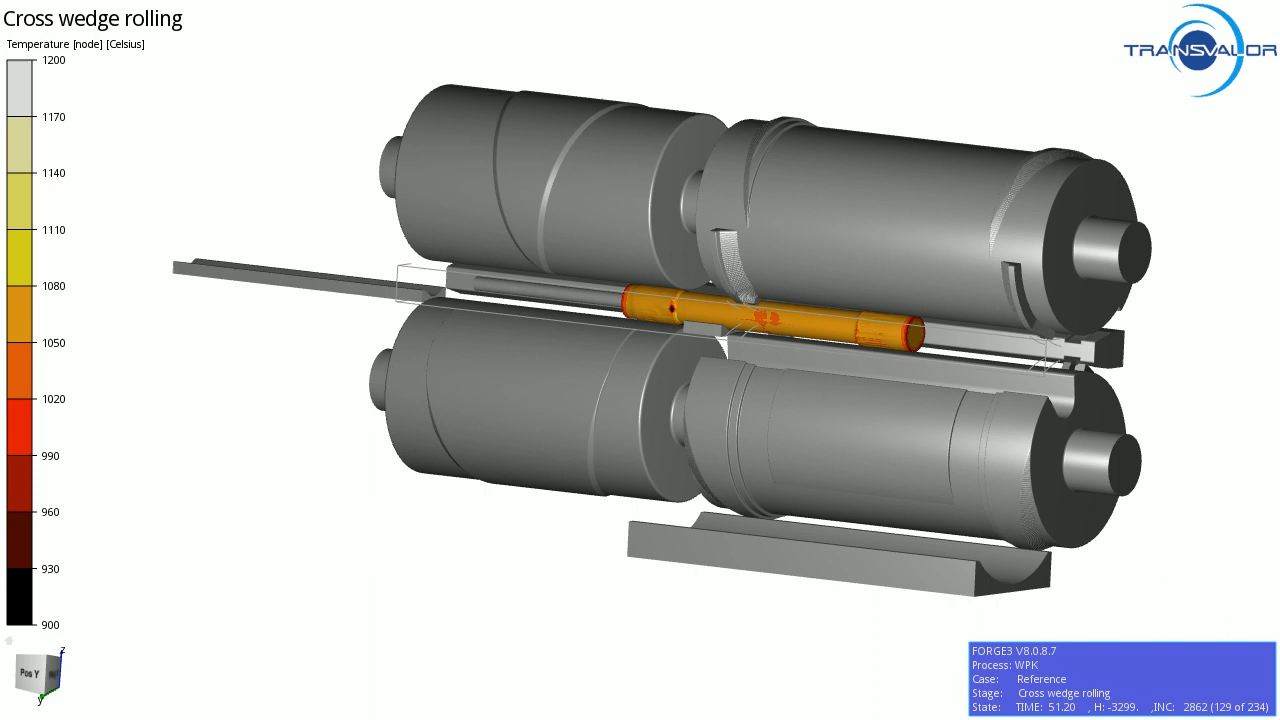 Cross wedge rolling
Temperature [node] [Celsius]
TRANSVALOR
1200
1170
1140
1110
1080
1050
1020
990
960
930
900
z
Pos Y
y
FORGE3 V8.0.8.7
Process: WPK
Case: Reference
Stage: Cross wedge rolling
State: TIME: 51.20 , H: -3299. ,INC: 2862 (129 of 234)